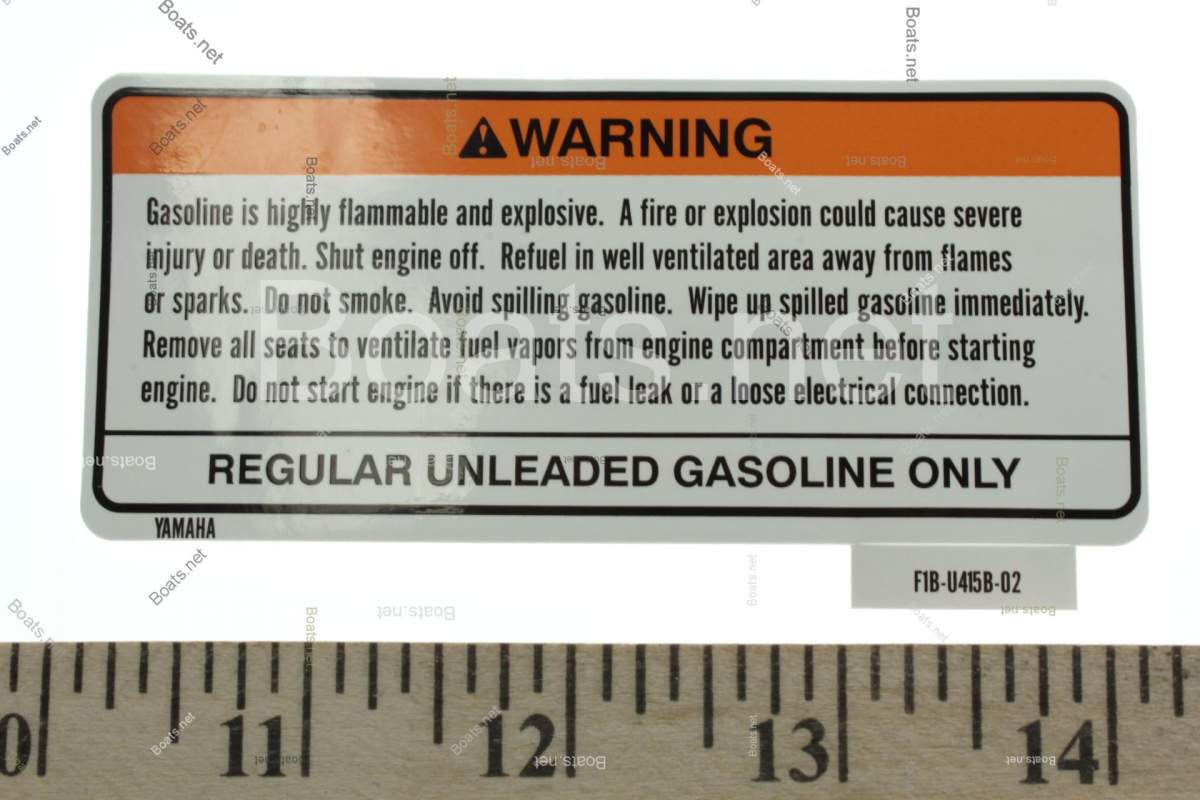 WARNING
Gasoline is highly flammable and explosive. A fire or explosion could cause severe
injury or death. Shut engine off. Refuel in well ventilated area away from flames
or sparks. Do not smoke. Avoid spilling gasoline. Wipe up spilled gasoline immediately.
Remove all seats to ventilate fuel vapors from engine compartment before starting
engine. Do not start engine if there is a fuel leak or a loose electrical connection.
REGULAR UNLEADED GASOLINE ONLY
YAMAHA
F1B-U415B-02
0 11 12 13 14
Boats.net